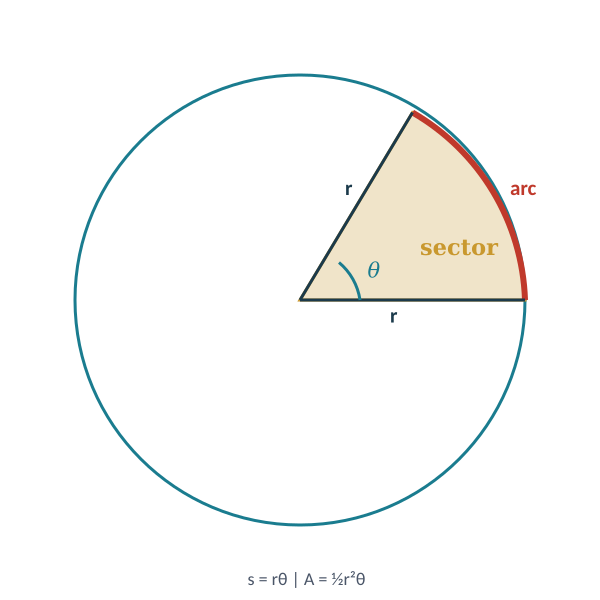 r
arc
sector
θ
r
s = rθ | A = ½r²θ